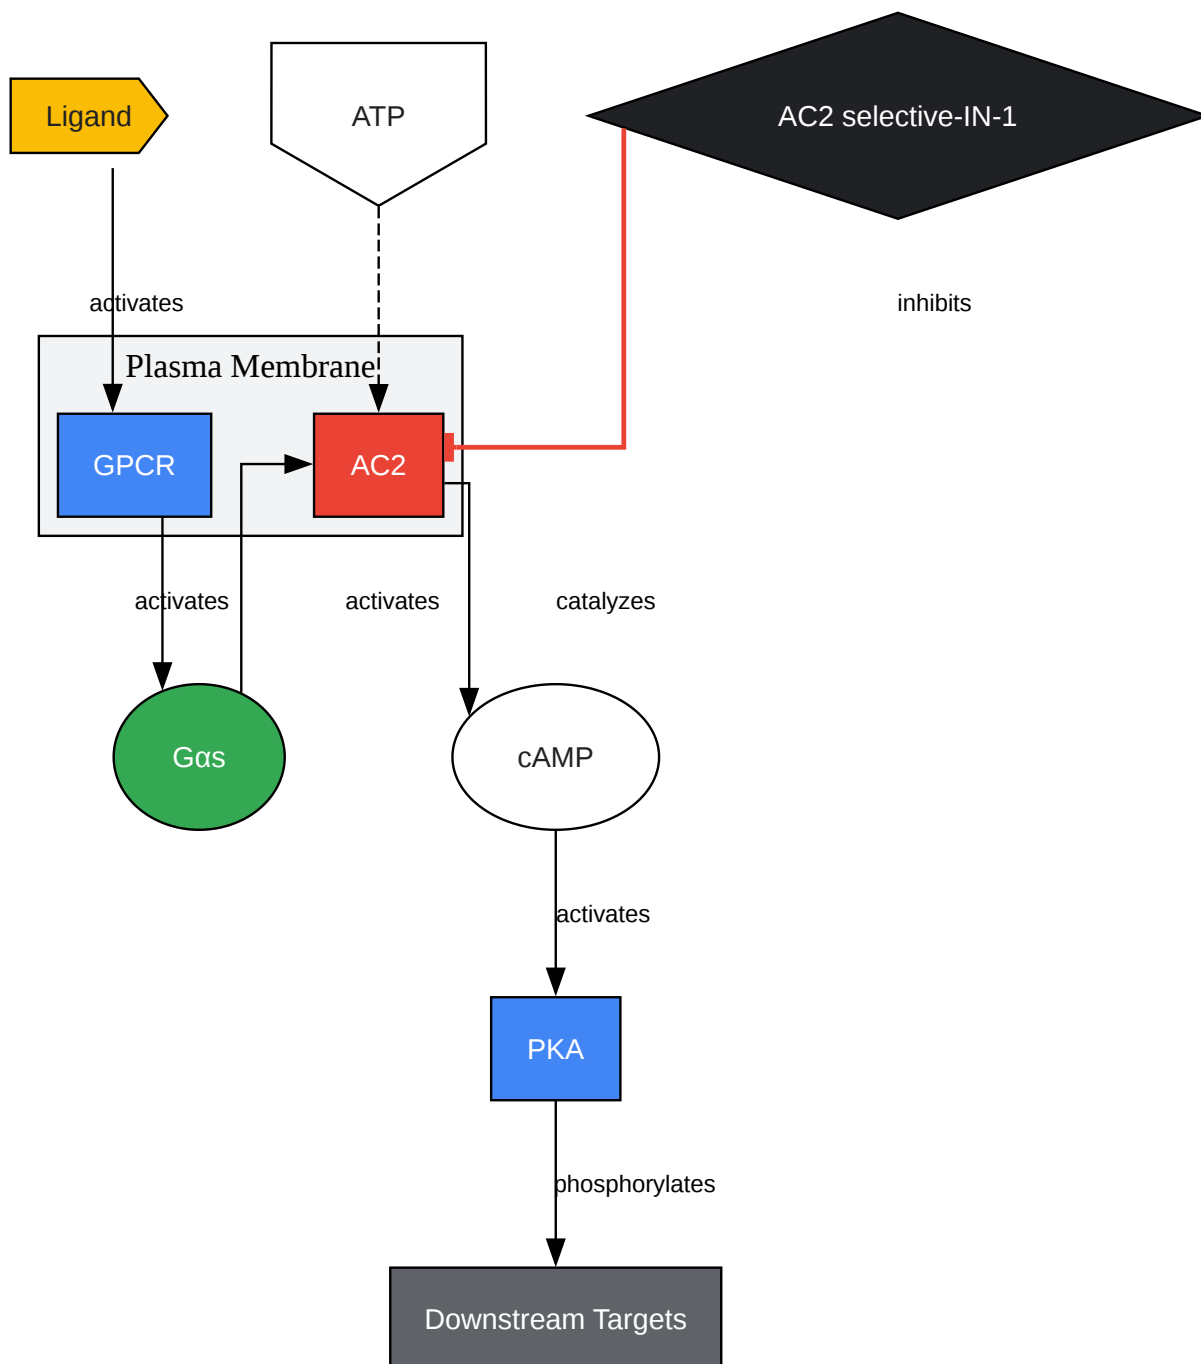 Ligand
ATP
AC2 selective-IN-1
activates
inhibits
Plasma Membrane
GPCR
AC2
activates
activates
catalyzes
Gαs
cAMP
activates
PKA
phosphorylates
Downstream Targets